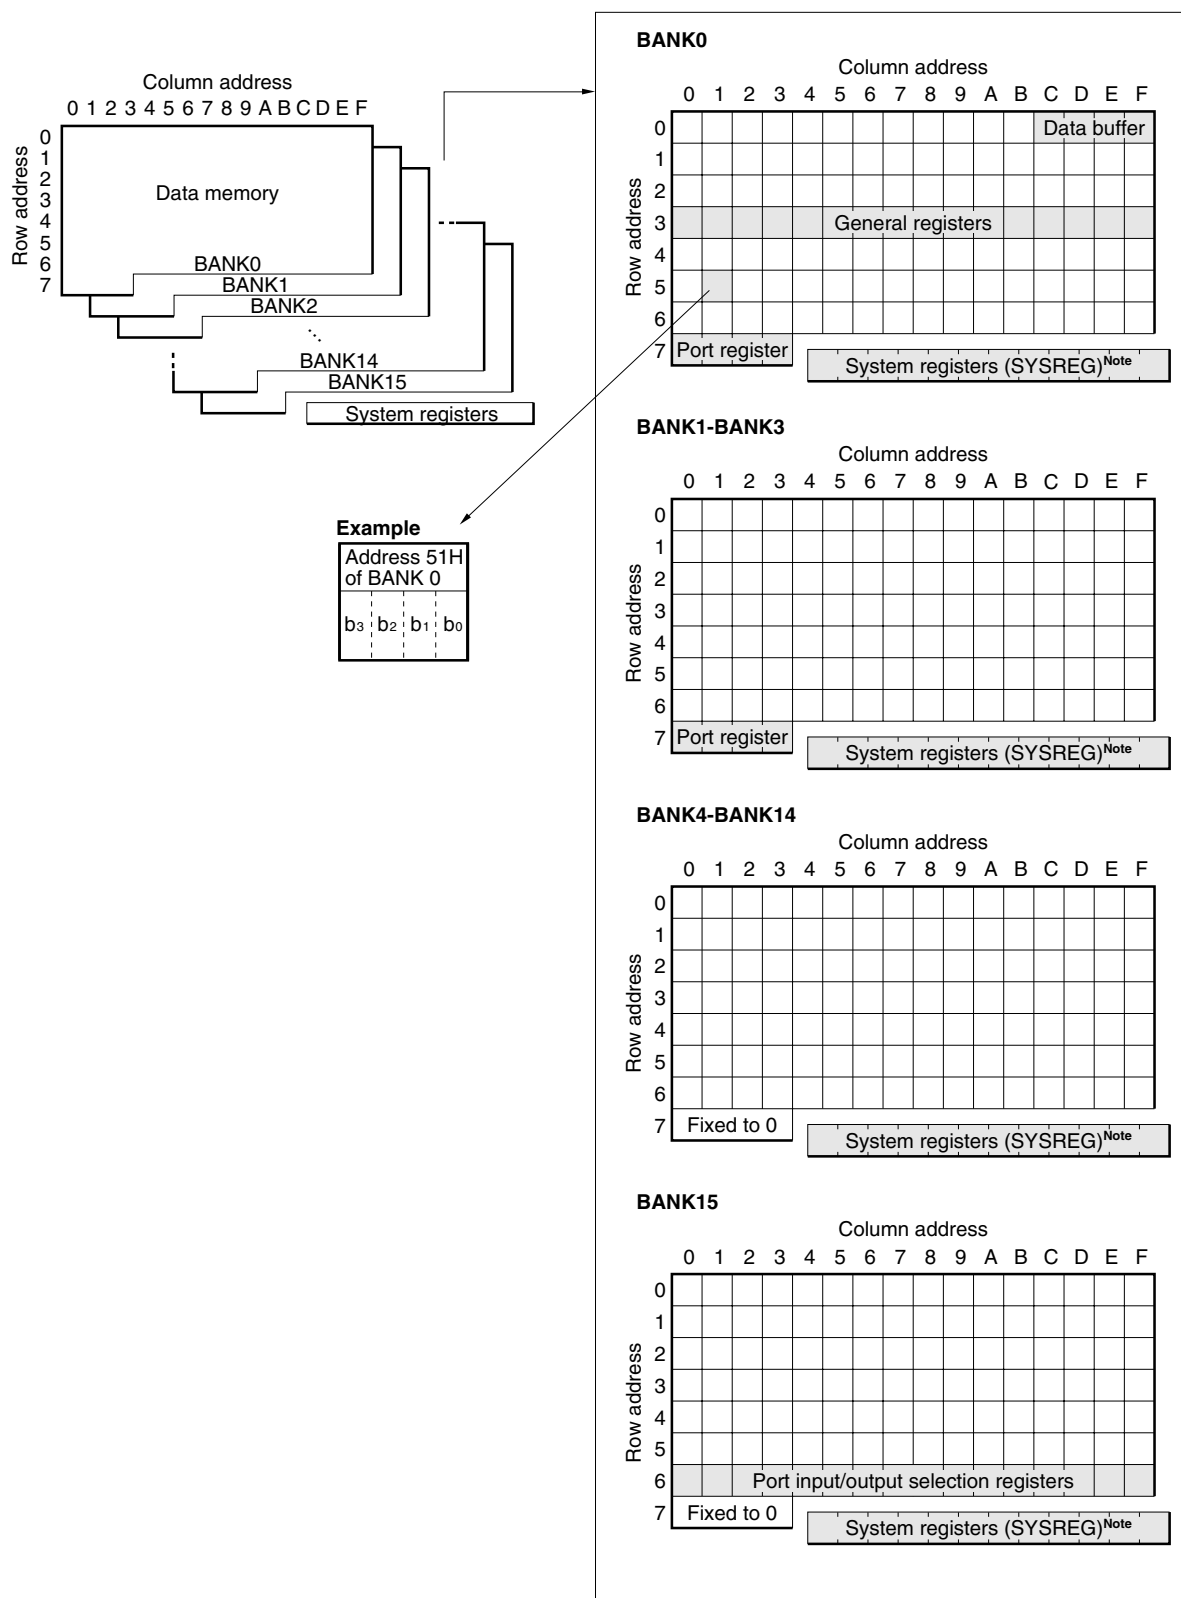 Column address
0 1 2 3 4 5 6 7 8 9 A B C D E F
Row address
0
1
2
3
4
5
6
7
Data memory
BANK0
BANK1
BANK2
BANK14
BANK15
System registers
Example
Address 51H
of BANK 0
b3 b2 b1 b0
BANK0
Column address
0 1 2 3 4 5 6 7 8 9 A B C D E F
Row address
0 Data buffer
1
2
3 General registers
4
5
6
7 Port register System registers (SYSREG)Note
BANK1-BANK3
Column address
0 1 2 3 4 5 6 7 8 9 A B C D E F
Row address
0
1
2
3
4
5
6
7 Port register System registers (SYSREG)Note
BANK4-BANK14
Column address
0 1 2 3 4 5 6 7 8 9 A B C D E F
Row address
0
1
2
3
4
5
6
7 Fixed to 0 System registers (SYSREG)Note
BANK15
Column address
0 1 2 3 4 5 6 7 8 9 A B C D E F
Row address
0
1
2
3
4
5
6 Port input/output selection registers
7 Fixed to 0 System registers (SYSREG)Note